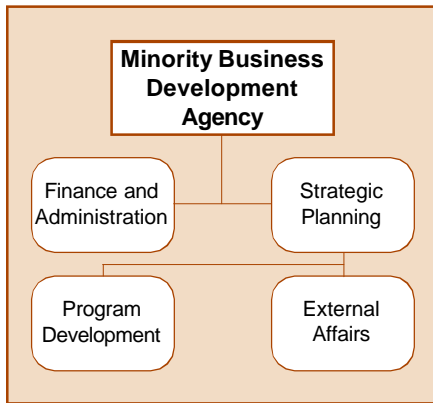 Minority Business
Development
Agency
Finance and
Administration
Strategic
Planning
Program
Development
External
Affairs